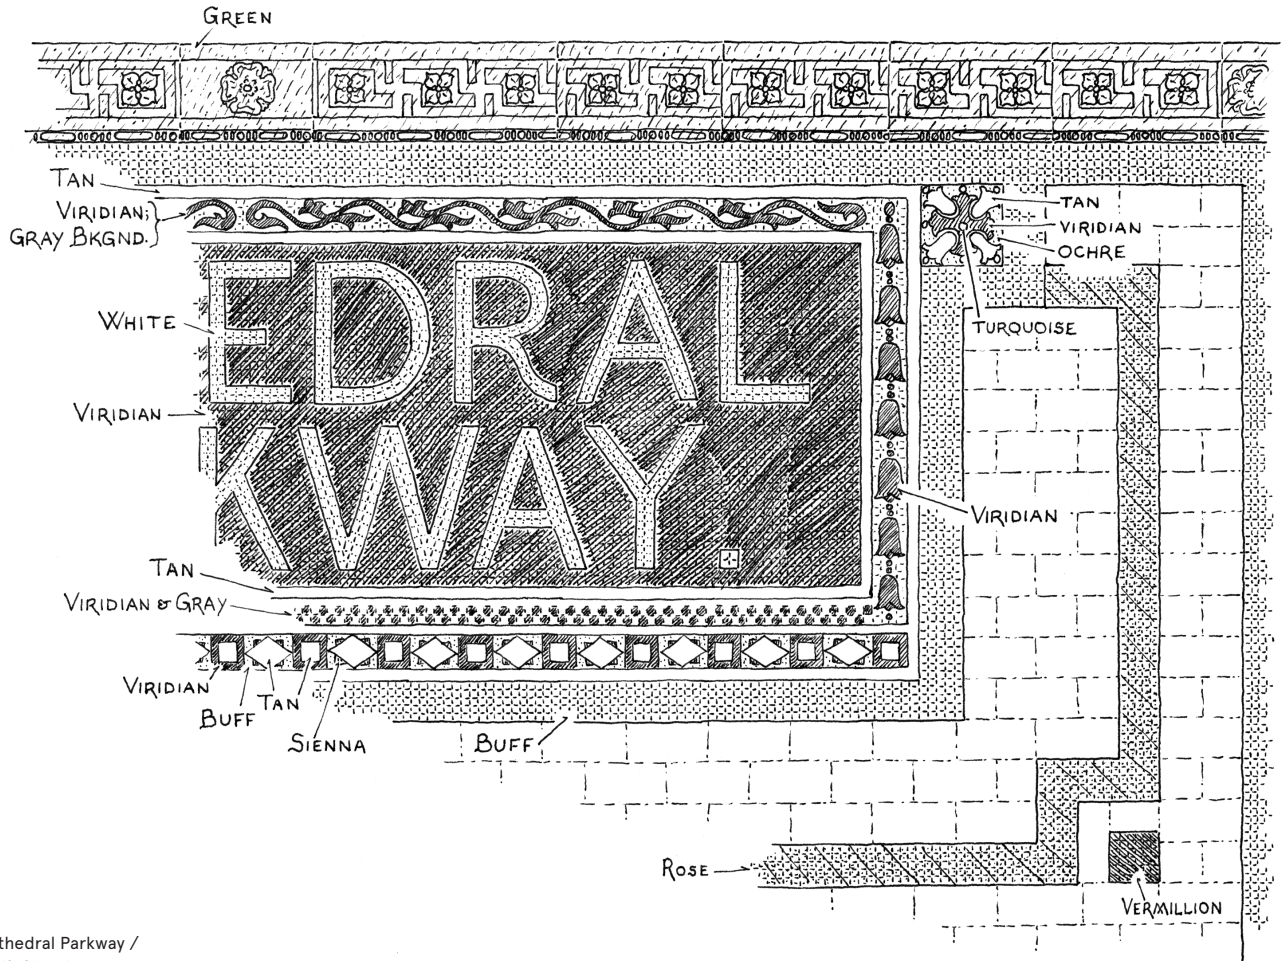 GREEN
TAN
VIRIDIAN;
GRAY BKGND.
TAN
VIRIDIAN
OCHRE
TURQUOISE
WHITE
EDRAL
VIRIDIAN
KWAY.
VIRIDIAN
TAN
VIRIDIAN & GRAY
VIRIDIAN
BUFF
TAN
SIENNA
BUFF
ROSE
VERMILLION
thedral Parkway /